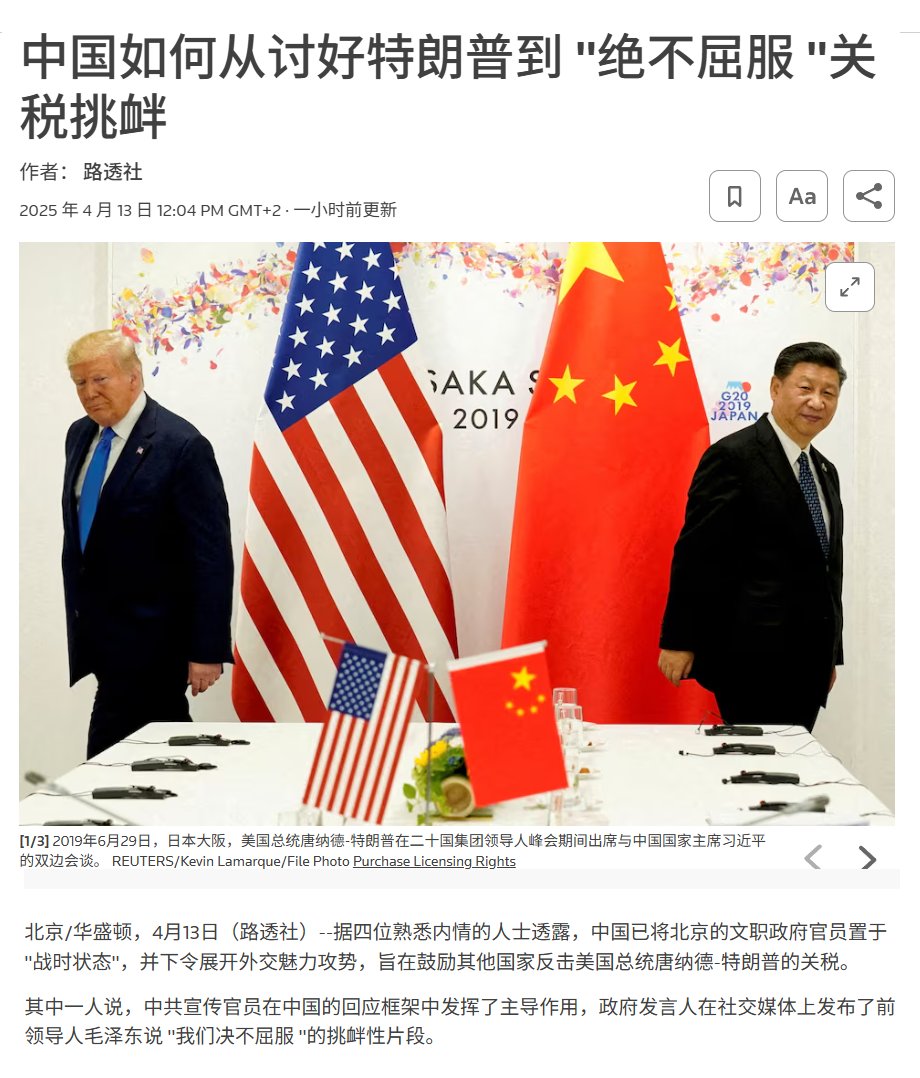 中国如何从讨好特朗普到 "绝不屈服 "关
税挑衅
作者： 路透社
2025 年 4 月 13 日 12:04 PM GMT+2 · 一小时前更新
Aa
SAKA S
2019
G20
2019
JAPAN
[1/3] 2019年6月29日，日本大阪，美国总统唐纳德-特朗普在二十国集团领导人峰会期间出席与中国国家主席习近平
的双边会谈。 REUTERS/Kevin Lamarque/File Photo Purchase Licensing Rights
北京/华盛顿，4月13日（路透社）--据四位熟悉内情的人士透露，中国已将北京的文职政府官员置于
"战时状态"，并下令展开外交魅力攻势，旨在鼓励其他国家反击美国总统唐纳德-特朗普的关税。
其中一人说，中共宣传官员在中国的回应框架中发挥了主导作用，政府发言人在社交媒体上发布了前
领导人毛泽东说 "我们决不屈服 "的挑衅性片段。